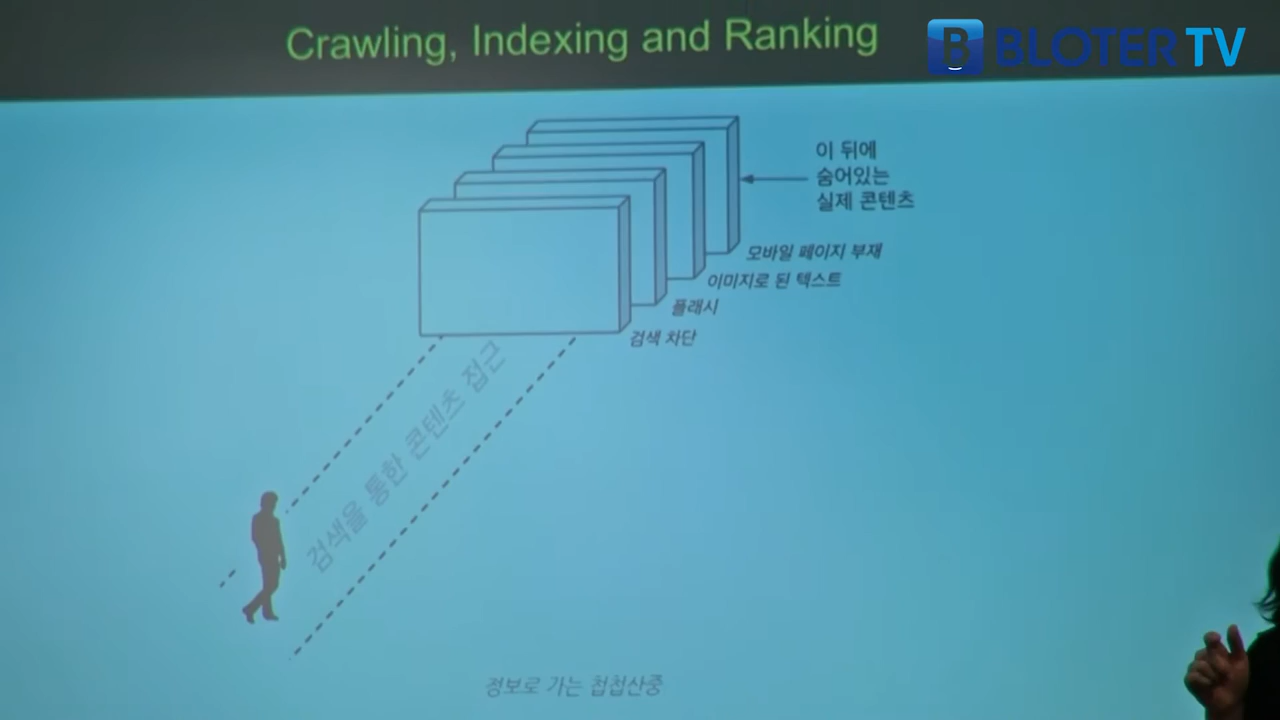 Crawling, Indexing and Ranking
BLOTER TV
이 뒤에
숨어있는
실제 콘텐츠
모바일 페이지 부재
이미지로 된 텍스트
플래시
검색 차단
검색을 통한 콘텐츠 접근
정보로 가는 첩첩산중